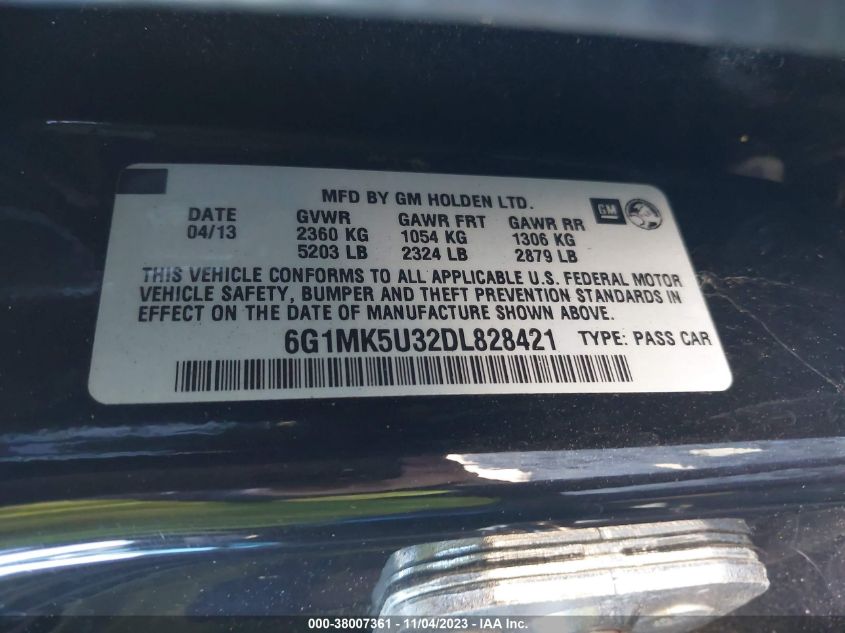 MFD BY GM HOLDEN LTD.
GM
DATE GVWR GAWR FRT GAWR RR
04/13 2360 KG 1054 KG 1306 KG
5203 LB 2324 LB 2879 LB
THIS VEHICLE CONFORMS TO ALL APPLICABLE U.S. FEDERAL MOTOR
VEHICLE SAFETY, BUMPER AND THEFT PREVENTION STANDARDS IN
EFFECT ON THE DATE OF MANUFACTURE SHOWN ABOVE.
6G1MK5U32DL828421 TYPE: PASS CAR
000-38007361 - 11/04/2023 - IAA Inc.